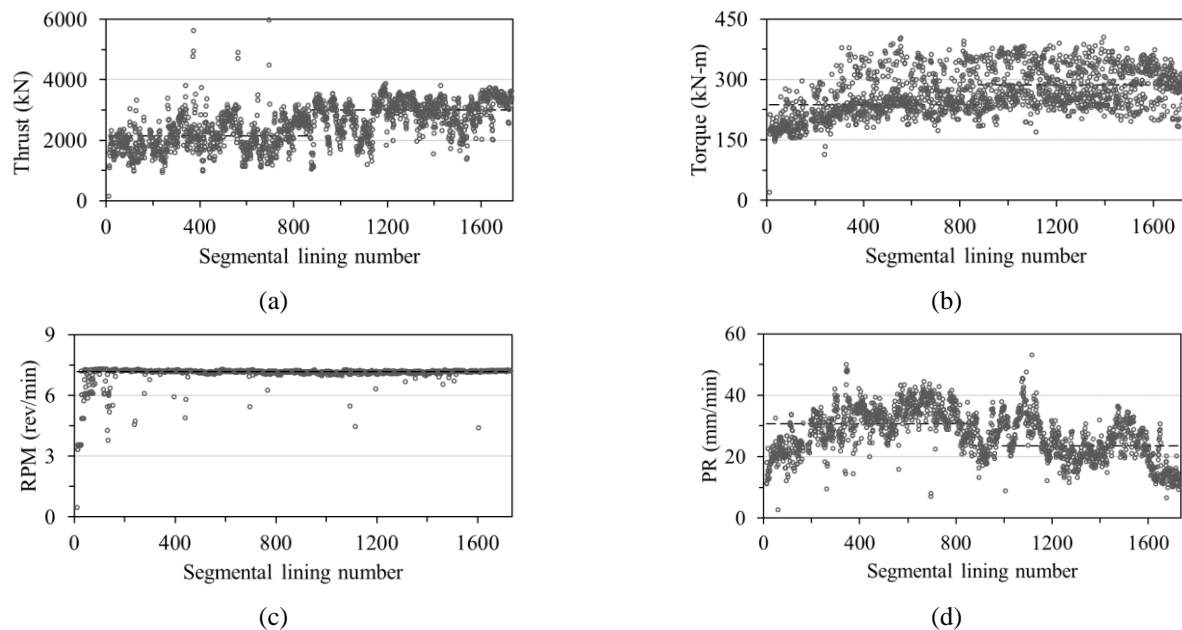 6000
4000
2000
0
Thrust (kN)
0 400 800 1200 1600
Segmental lining number
(a)
450
300
150
0
Torque (kN-m)
0 400 800 1200 1600
Segmental lining number
(b)
9
6
3
0
RPM (rev/min)
0 400 800 1200 1600
Segmental lining number
(c)
60
40
20
0
PR (mm/min)
0 400 800 1200 1600
Segmental lining number
(d)